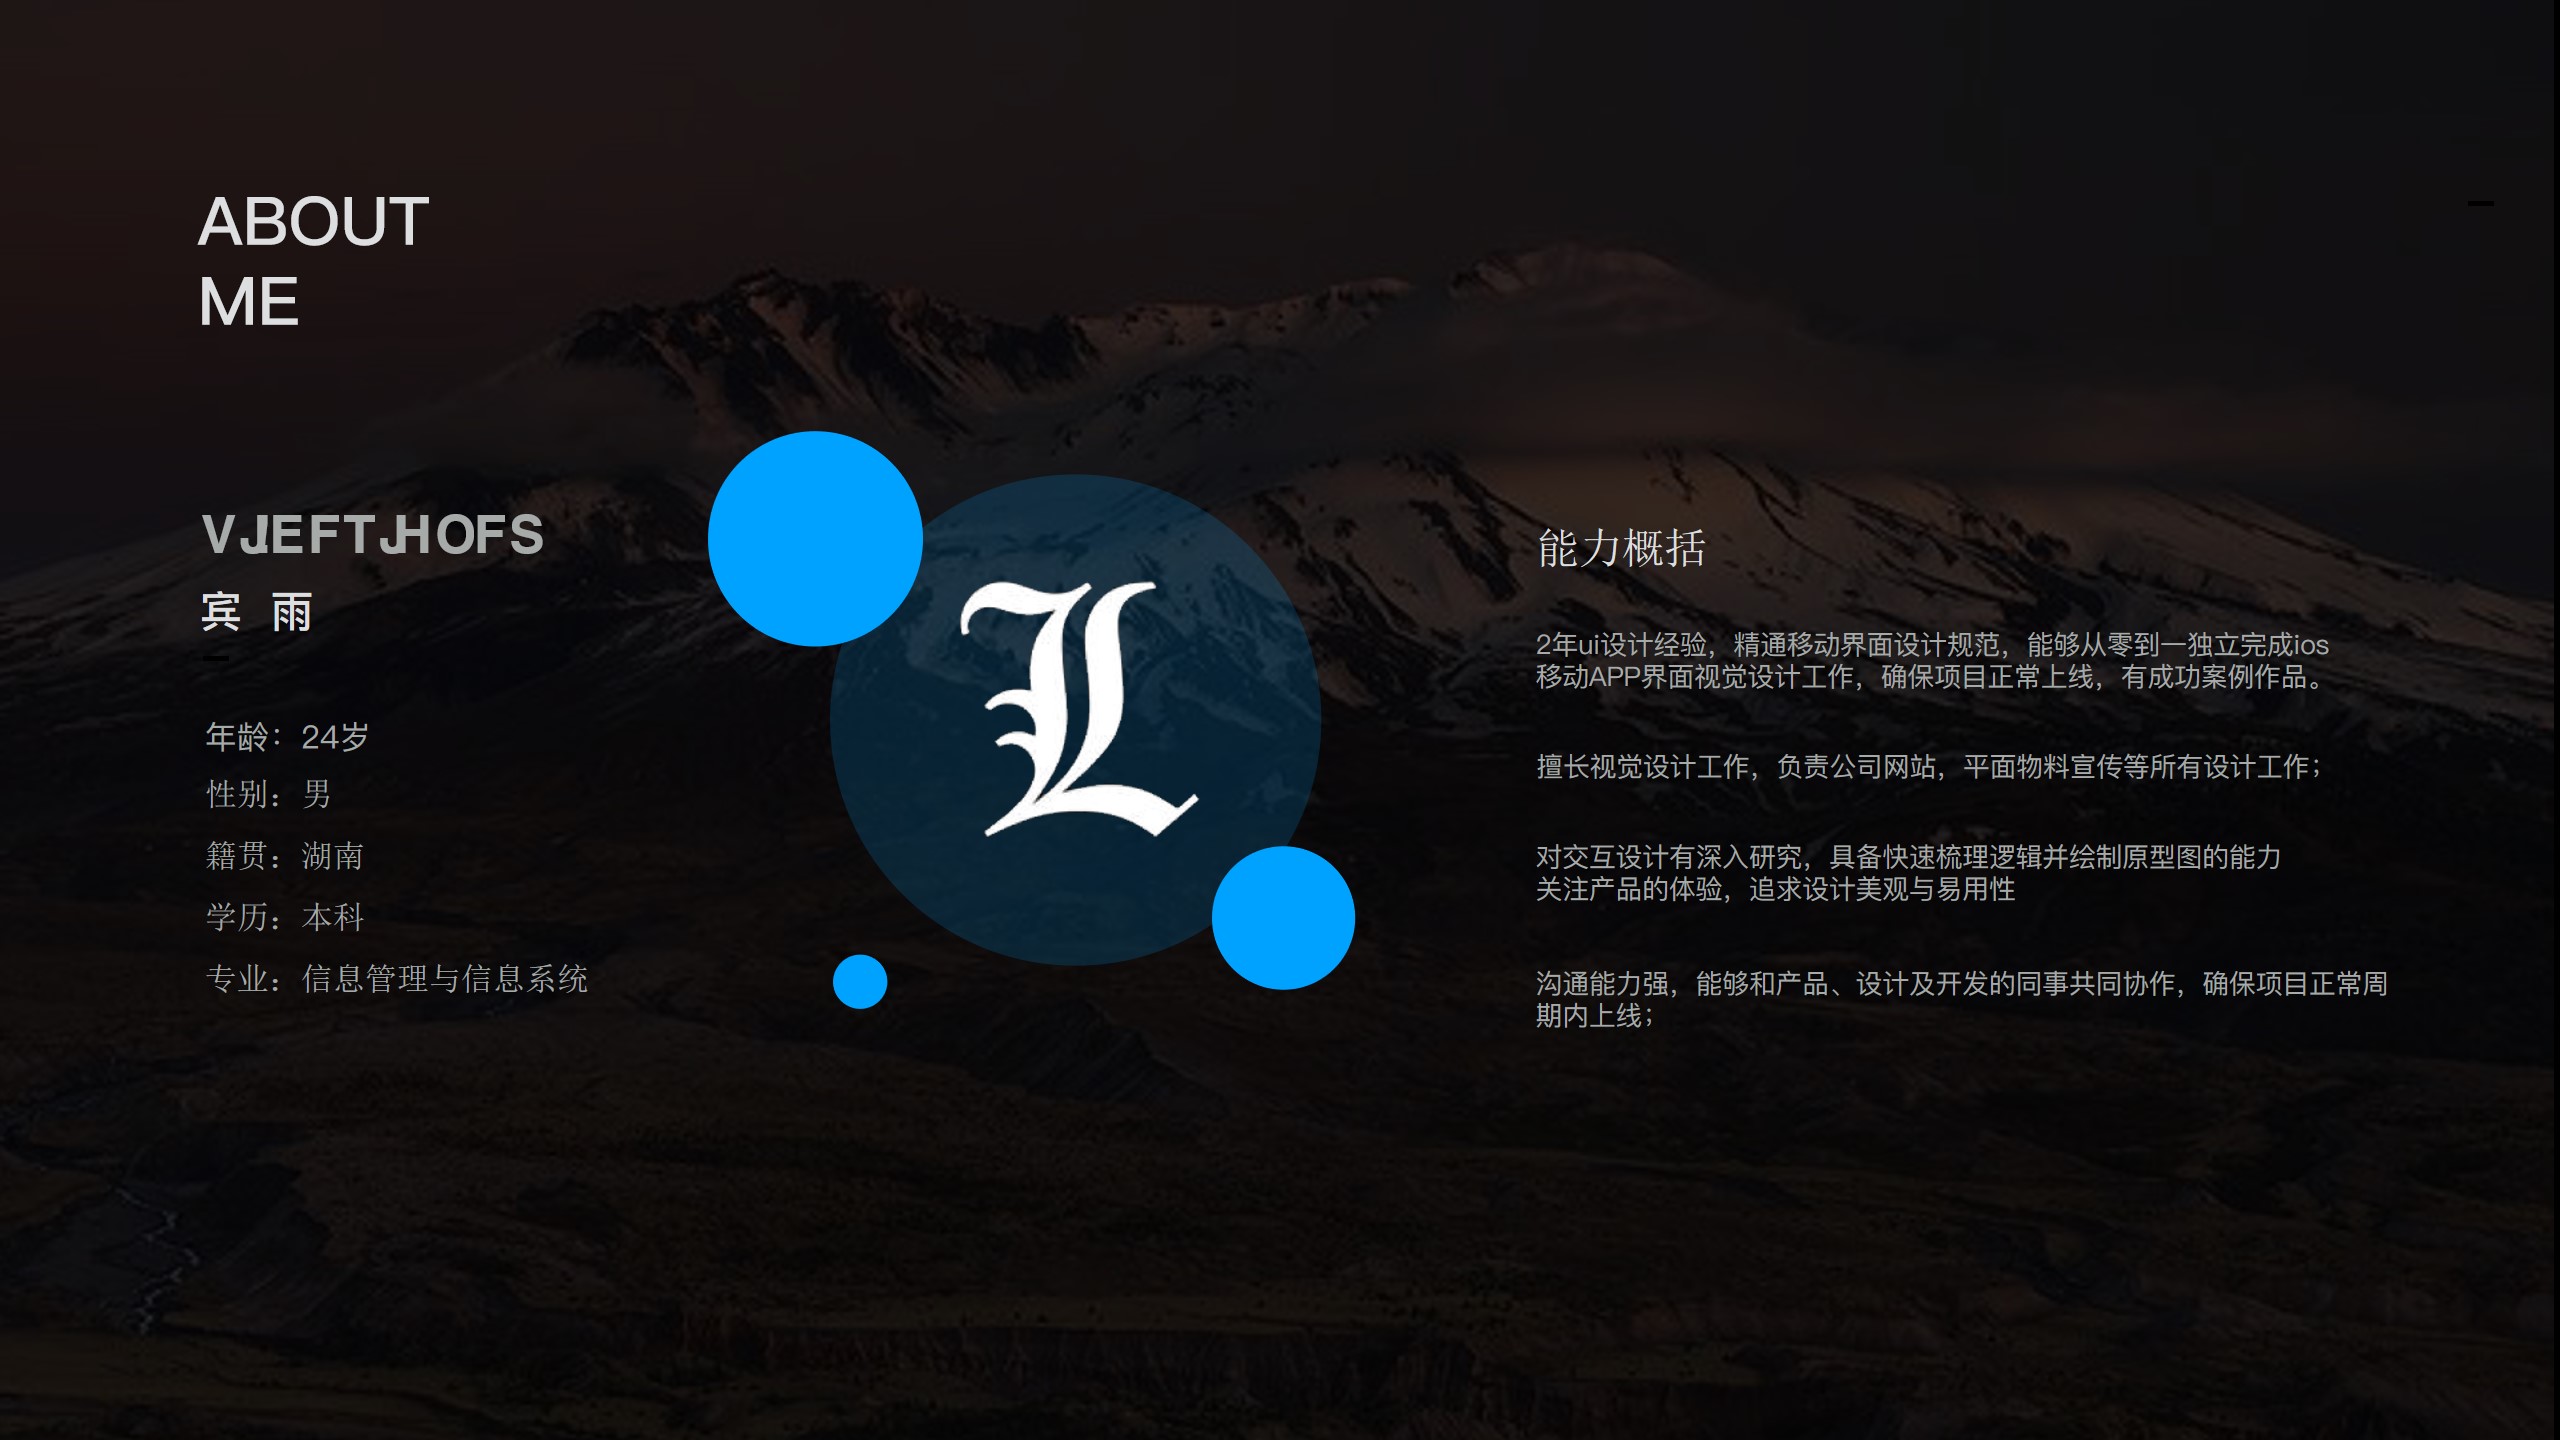 ABOUT
ME
VJEFTJHOFS
宾 雨
年龄：24岁
性别：男
籍贯：湖南
学历：本科
专业：信息管理与信息系统
L
能力概括
2年ui设计经验，精通移动界面设计规范，能够从零到一独立完成ios
移动APP界面视觉设计工作，确保项目正常上线，有成功案例作品。
擅长视觉设计工作，负责公司网站，平面物料宣传等所有设计工作；
对交互设计有深入研究，具备快速梳理逻辑并绘制原型图的能力
关注产品的体验，追求设计美观与易用性
沟通能力强，能够和产品、设计及开发的同事共同协作，确保项目正常周
期内上线；